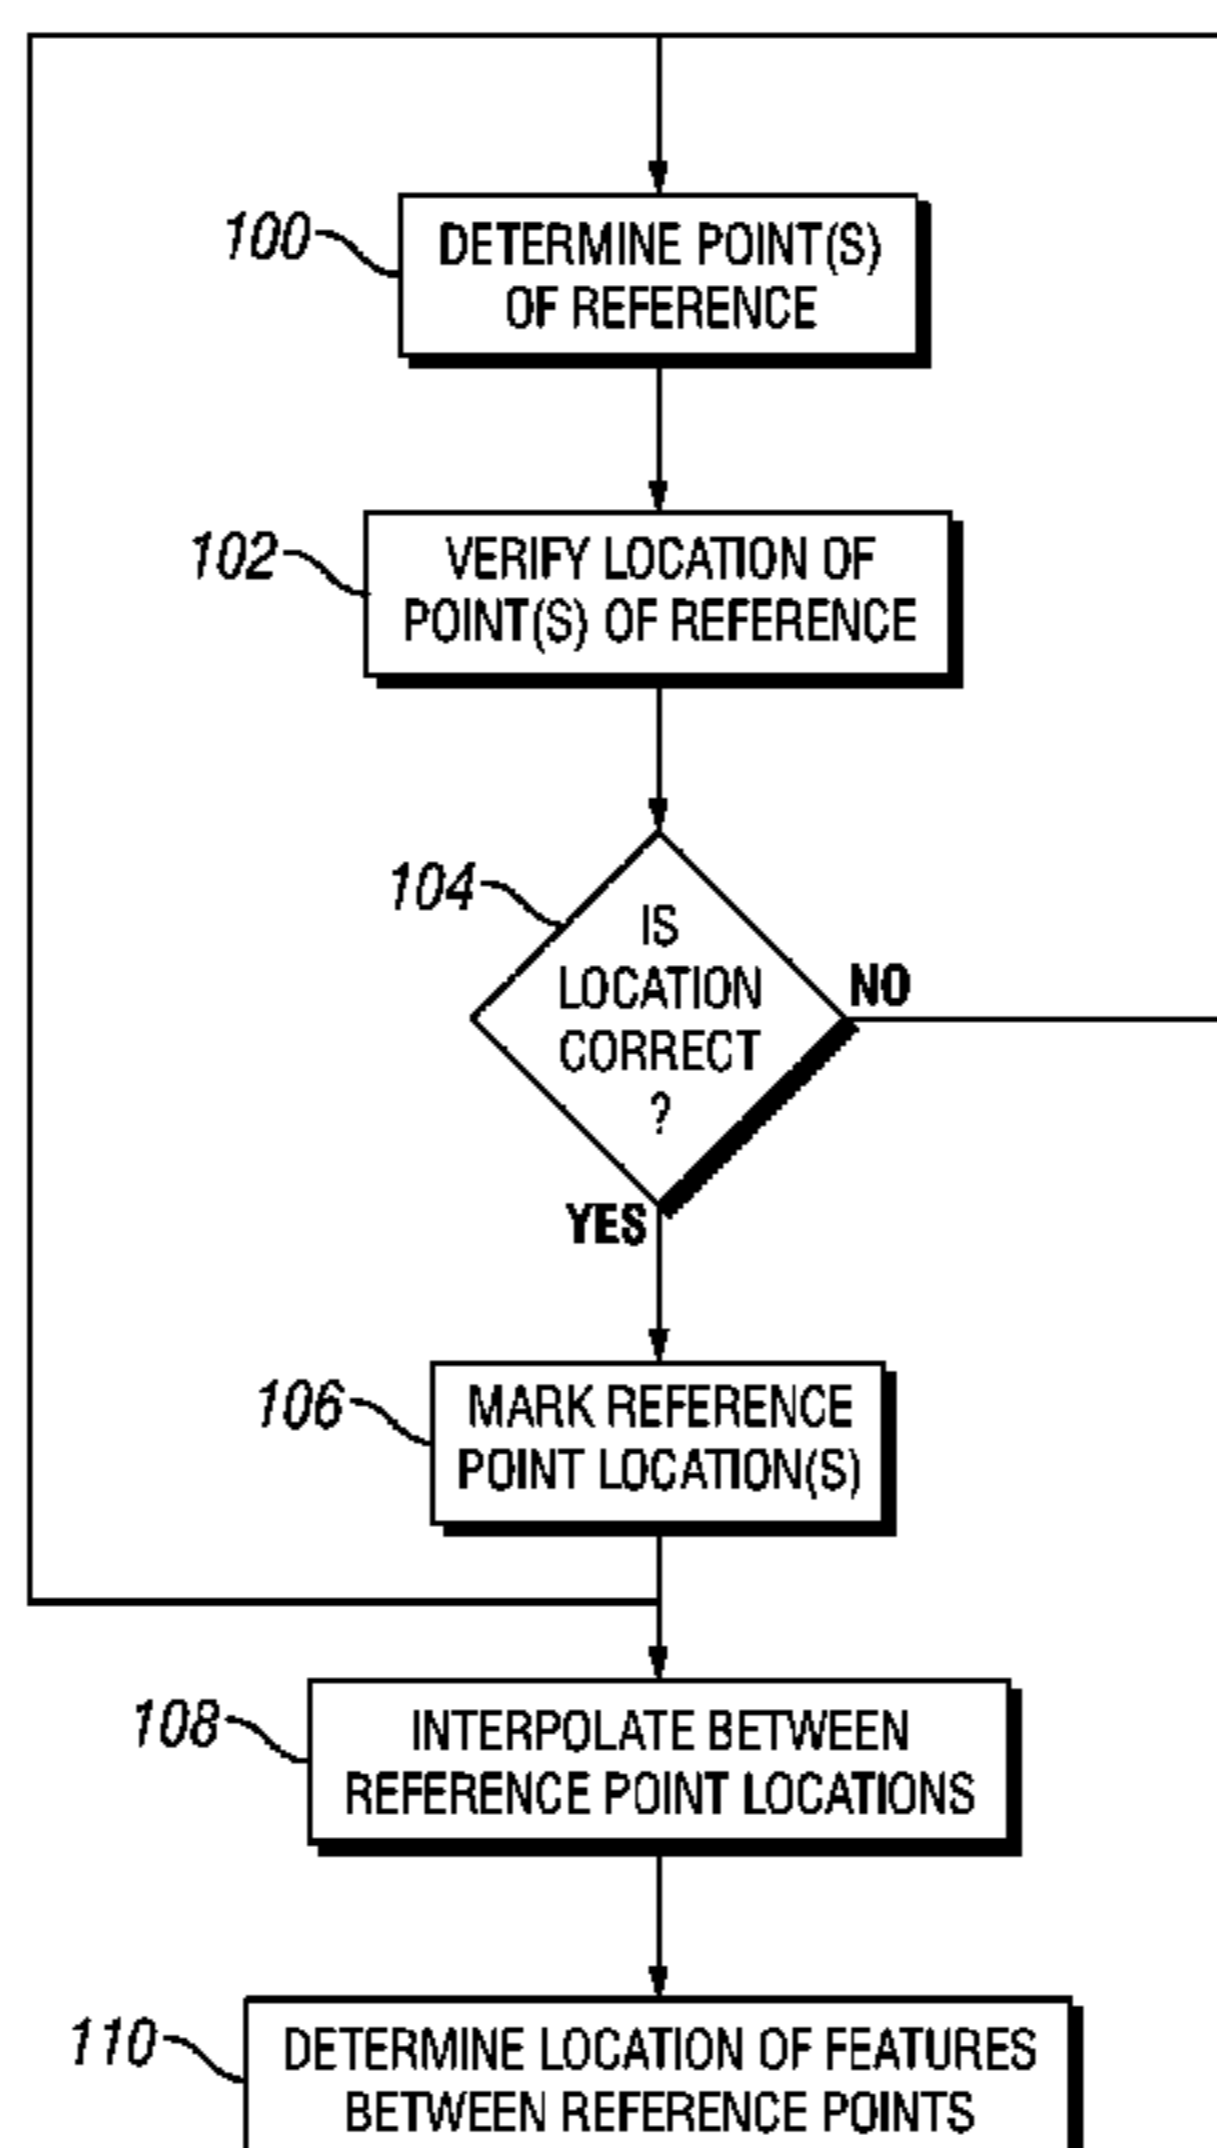 100
DETERMINE POINT(S)
OF REFERENCE
102
VERIFY LOCATION OF
POINT(S) OF REFERENCE
104
IS
LOCATION
CORRECT
?
NO
YES
106
MARK REFERENCE
POINT LOCATION(S)
108
INTERPOLATE BETWEEN
REFERENCE POINT LOCATIONS
110
DETERMINE LOCATION OF FEATURES
BETWEEN REFERENCE POINTS